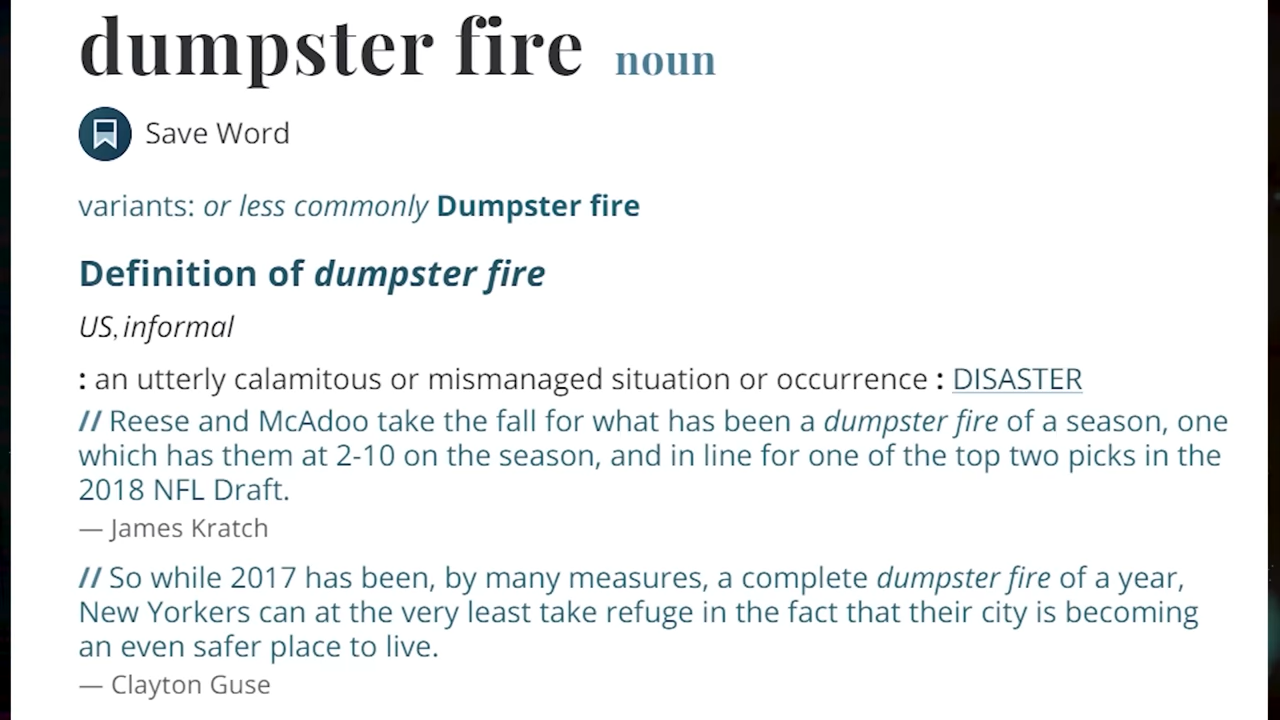 dumpster fire noun
Save Word
variants: or less commonly Dumpster fire
Definition of dumpster fire
US, informal
: an utterly calamitous or mismanaged situation or occurrence : DISASTER
// Reese and McAdoo take the fall for what has been a dumpster fire of a season, one
which has them at 2-10 on the season, and in line for one of the top two picks in the
2018 NFL Draft.
— James Kratch
// So while 2017 has been, by many measures, a complete dumpster fire of a year,
New Yorkers can at the very least take refuge in the fact that their city is becoming
an even safer place to live.
— Clayton Guse